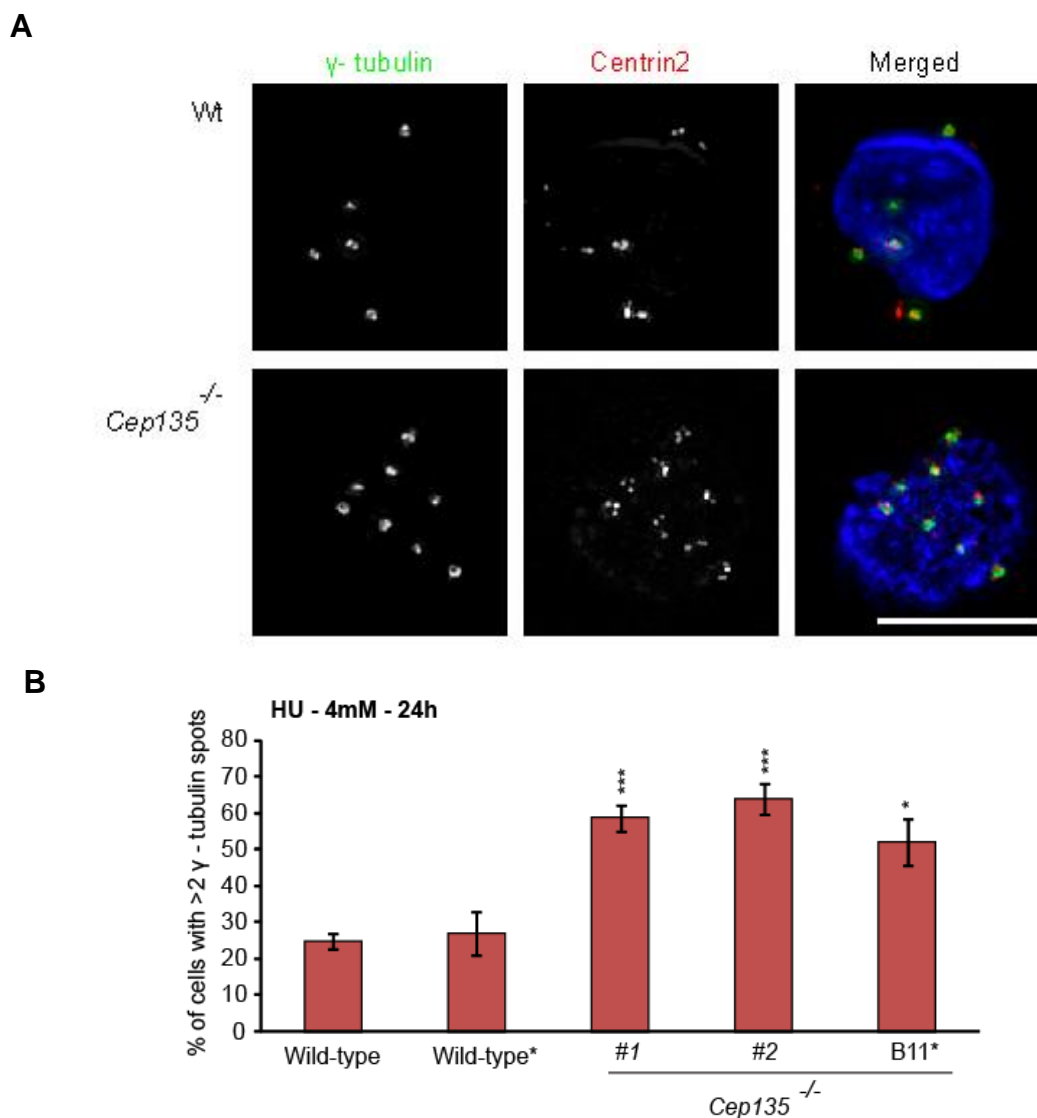 A
γ- tubulin Centrin2 Merged
Wt
Cep135 -/-
B
HU - 4mM - 24h
% of cells with >2 γ - tubulin spots
80
70
60
50
40
30
20
10
0
***
***
*
Wild-type Wild-type* #1 #2 B11*
Cep135 -/-